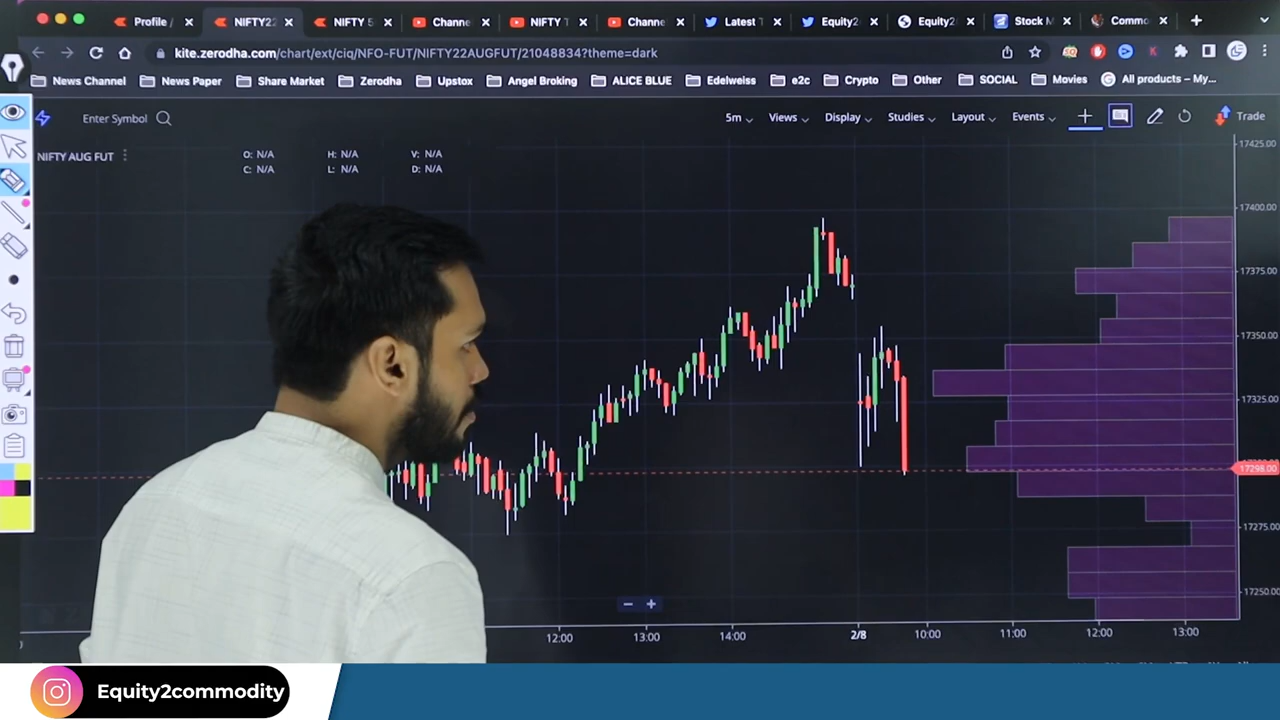 Profile /
NIFTY22
NIFTY 5
Channe
NIFTY T
Channe
Latest T
Equity2
Equity2
Stock M
Commo
kite.zerodha.com/chart/ext/ciq/NFO-FUT/NIFTY22AUGFUT/21048834?theme=dark
News Channel News Paper Share Market Zerodha Upstox Angel Broking ALICE BLUE Edelweiss e2c Crypto Other SOCIAL Movies All products – My...
Enter Symbol
5m Views Display Studies Layout Events Trade
NIFTY AUG FUT
O: N/A H: N/A V: N/A
C: N/A L: N/A D: N/A
17425.00
17400.00
17375.00
17350.00
17325.00
17298.00
17275.00
17250.00
12:00 13:00 14:00 2/8 10:00 11:00 12:00 13:00
Equity2commodity